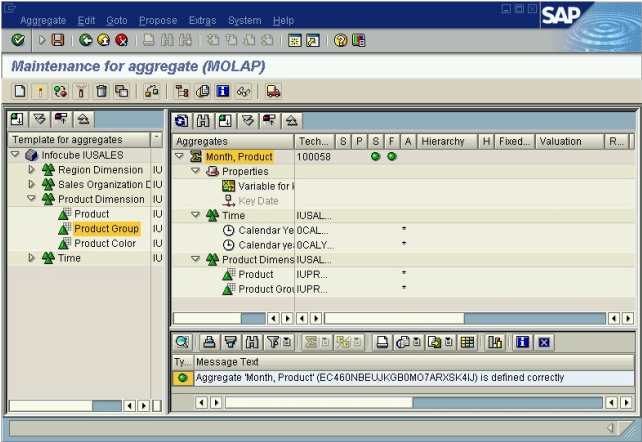 Aggregate Edit Goto Propose Extras System Help
SAP
Maintenance for aggregate (MOLAP)
Template for aggregates
Infocube IUSALES
Region Dimension IU
Sales Organization D IU
Product Dimension IU
Product IU
Product Group IU
Product Color IU
Time IU
Aggregates Tech... S P S F A Hierarchy H Fixed... Valuation R...
Month, Product 100058
Properties
Variable for
Key Date
Time IUSAL...
Calendar Ye 0CAL... *
Calendar yea 0CALY... *
Product Dimens IUSAL...
Product IUPR... *
Product Grou IUPR... *
Ty... Message Text
Aggregate 'Month, Product' (EC460NBEUJKGB0MO7ARXSK4IJ) is defined correctly